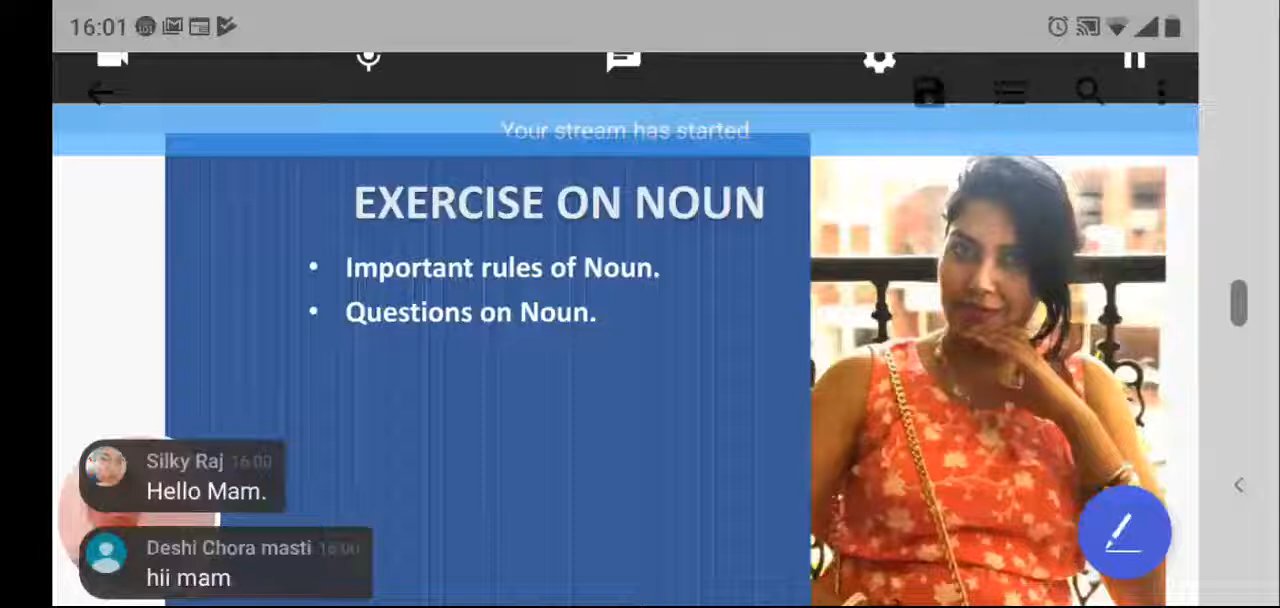 16:01
Your stream has started
EXERCISE ON NOUN
• Important rules of Noun.
• Questions on Noun.
Silky Raj 16:00
Hello Mam.
Deshi Chora masti 16:00
hii mam